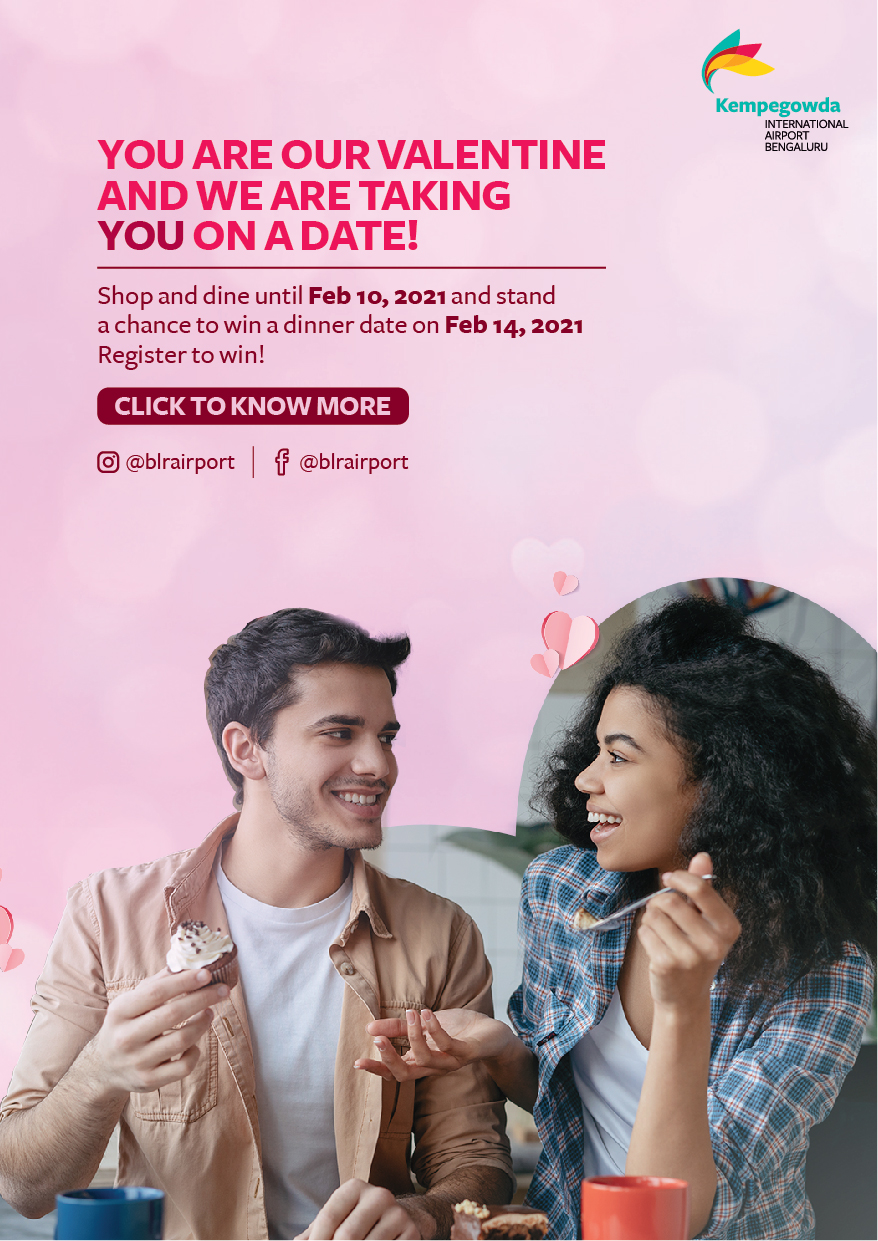 Kempegowda
INTERNATIONAL
AIRPORT
BENGALURU
YOU ARE OUR VALENTINE
AND WE ARE TAKING
YOU ON A DATE!
Shop and dine until Feb 10, 2021 and stand
a chance to win a dinner date on Feb 14, 2021
Register to win!
CLICK TO KNOW MORE
@blrairport
@blrairport